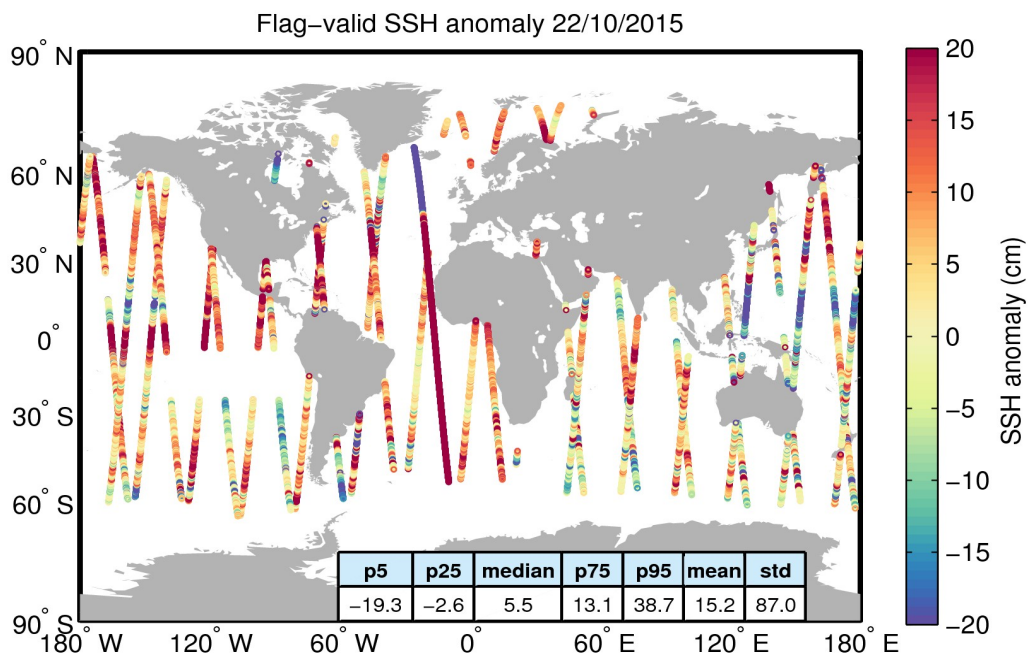 Flag−valid SSH anomaly 22/10/2015
90° N
60° N
30° N
0°
30° S
60° S
90° S
180° W
120° W
60° W
0°
60° E
120° E
180° E
p5 p25 median p75 p95 mean std
−19.3 −2.6 5.5 13.1 38.7 15.2 87.0
20
15
10
5
0
−5
−10
−15
−20
SSH anomaly (cm)